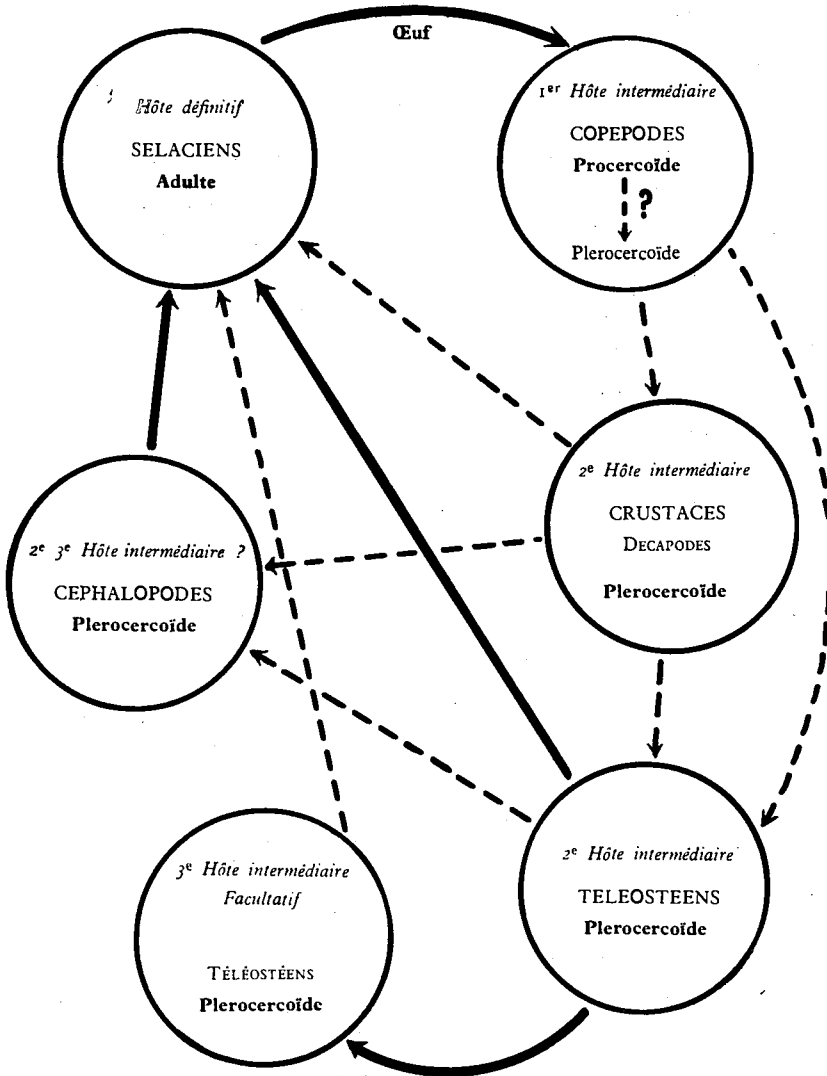 Œuf
Hôte définitif
SELACIENS
Adulte
1er Hôte intermédiaire
COPEPODES
Procercoïde
?
Plerocercoïde
2e Hôte intermédiaire
CRUSTACES
DECAPODES
Plerocercoïde
2e 3e Hôte intermédiaire ?
CEPHALOPODES
Plerocercoïde
2e Hôte intermédiaire
TELEOSTEENS
Plerocercoïde
3e Hôte intermédiaire
Facultatif
TÉLÉOSTÉENS
Plerocercoïde